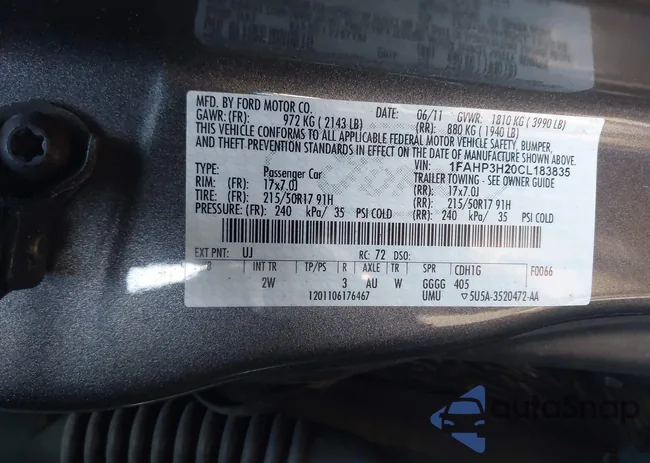 MFD. BY FORD MOTOR CO.
DATE: 06/11 GVWR: 1810 KG ( 3990 LB)
GAWR: (FR): 972 KG ( 2143 LB) (RR): 880 KG ( 1940 LB)
THIS VEHICLE CONFORMS TO ALL APPLICABLE FEDERAL MOTOR VEHICLE SAFETY, BUMPER,
AND THEFT PREVENTION STANDARDS IN EFFECT ON THE DATE OF MANUFACTURE SHOWN ABOVE.
VIN: 1FAHP3H20CL183835
TYPE: Passenger Car TRAILER TOWING - SEE OWNER GUIDE
RIM: (FR): 17x7.0J (RR): 17x7.0J
TIRE: (FR): 215/50R17 91H (RR): 215/50R17 91H
PRESSURE: (FR): 240 kPa/ 35 PSI COLD (RR): 240 kPa/ 35 PSI COLD
EXT PNT: UJ RC: 72 DSO: F0066
INT TR TP/PS R AXLE TR SPR CDH1G
2W 3 AU W GGGG 405
1201106176467 UMU 5U5A-3520472-AA
autoSnap